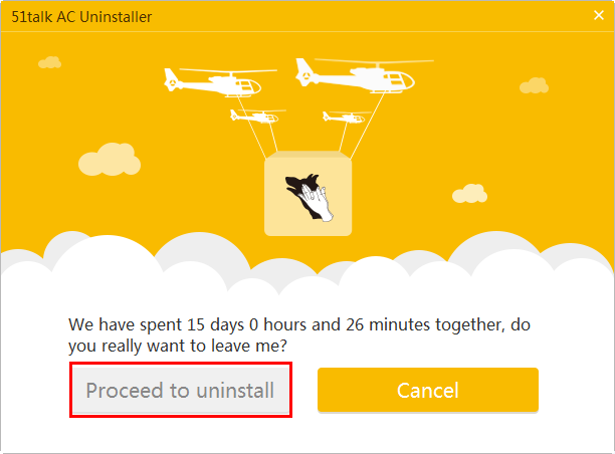 51talk AC Uninstaller
We have spent 15 days 0 hours and 26 minutes together, do
you really want to leave me?
Proceed to uninstall
Cancel